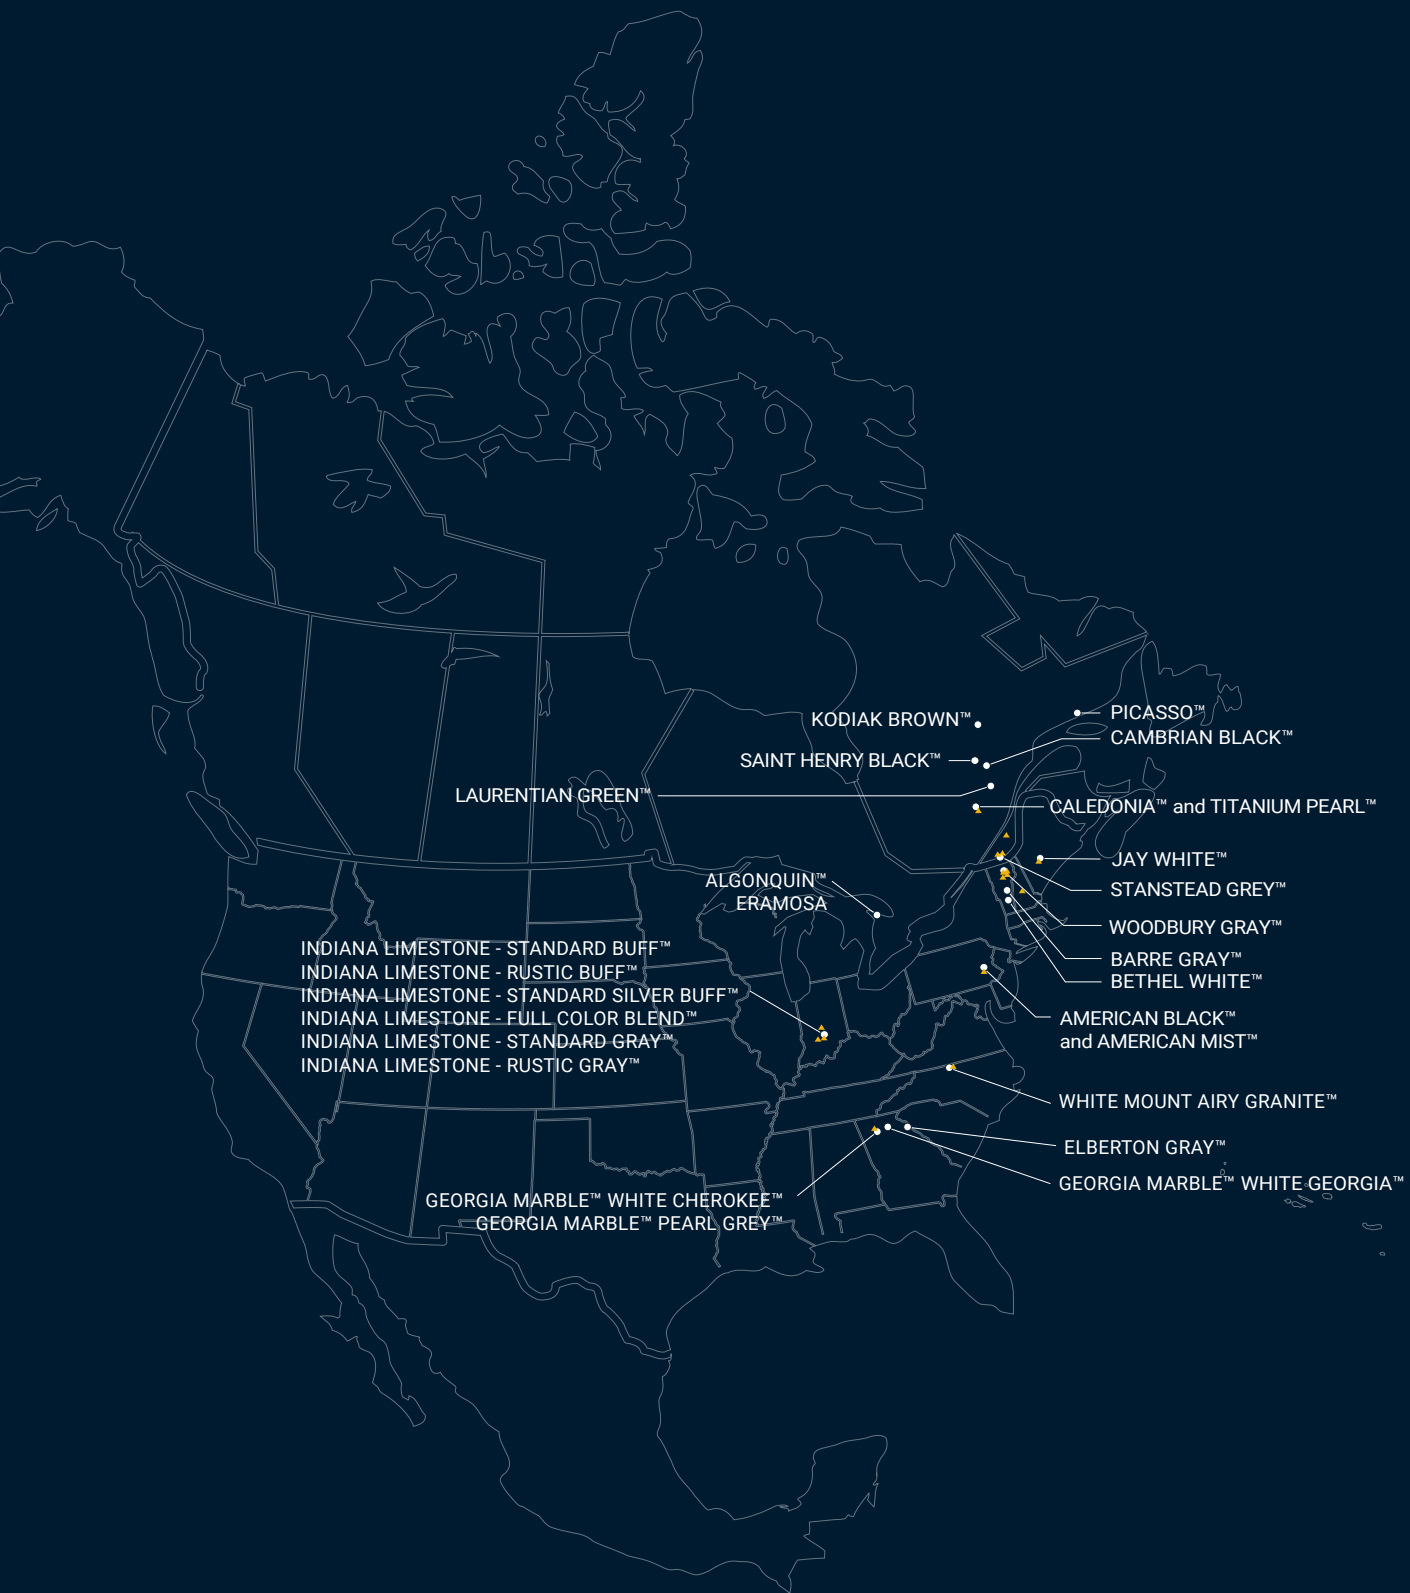 KODIAK BROWN™
PICASSO™
CAMBRIAN BLACK™
SAINT HENRY BLACK™
LAURENTIAN GREEN™
CALEDONIA™ and TITANIUM PEARL™
JAY WHITE™
ALGONQUIN™
ERAMOSA
STANSTEAD GREY™
WOODBURY GRAY™
INDIANA LIMESTONE - STANDARD BUFF™
INDIANA LIMESTONE - RUSTIC BUFF™
INDIANA LIMESTONE - STANDARD SILVER BUFF™
INDIANA LIMESTONE - FULL COLOR BLEND™
INDIANA LIMESTONE - STANDARD GRAY™
INDIANA LIMESTONE - RUSTIC GRAY™
BARRE GRAY™
BETHEL WHITE™
AMERICAN BLACK™
and AMERICAN MIST™
WHITE MOUNT AIRY GRANITE™
ELBERTON GRAY™
GEORGIA MARBLE™ WHITE GEORGIA™
GEORGIA MARBLE™ WHITE CHEROKEE™
GEORGIA MARBLE™ PEARL GREY™